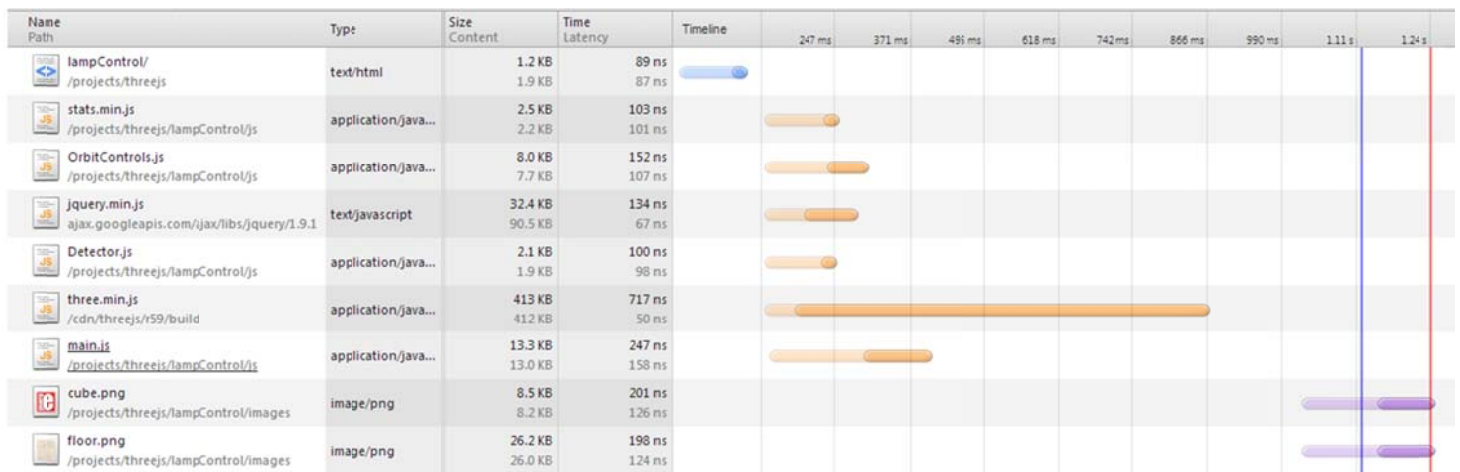 Name Type Size Time Timeline
Path Content Latency 247 ms 371 ms 495 ms 618 ms 742 ms 866 ms 990 ms 1.11 s 1.24 s
lampControl/ 1.2 KB 89 ms
/projects/threejs text/html 1.9 KB 87 ms
stats.min.js 2.5 KB 103 ms
/projects/threejs/lampControl/js application/java... 2.2 KB 101 ms
OrbitControls.js 8.0 KB 152 ms
/projects/threejs/lampControl/js application/java... 7.7 KB 107 ms
jquery.min.js 32.4 KB 134 ms
ajax.googleapis.com/ajax/libs/jquery/1.9.1 text/javascript 90.5 KB 67 ms
Detector.js 2.1 KB 100 ms
/projects/threejs/lampControl/js application/java... 1.9 KB 98 ms
three.min.js 413 KB 717 ms
/cdn/threejs/r59/build application/java... 412 KB 50 ms
main.js 13.3 KB 247 ms
/projects/threejs/lampControl/js application/java... 13.0 KB 158 ms
cube.png 8.5 KB 201 ms
/projects/threejs/lampControl/images image/png 8.2 KB 126 ms
floor.png 26.2 KB 198 ms
/projects/threejs/lampControl/images image/png 26.0 KB 124 ms